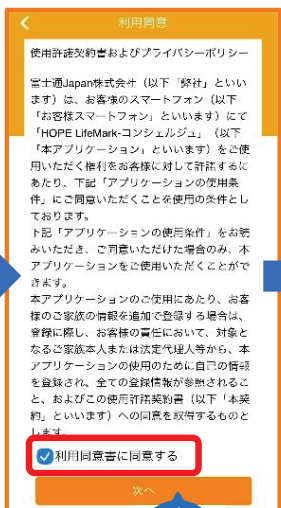 利用同意
使用許諾契約書およびプライバシーポリシー
富士通Japan株式会社（以下「弊社」といい
ます）は、お客様のスマートフォン（以下
「お客様スマートフォン」といいます）にて
「HOPE LifeMark-コンシェルジュ」（以下
「本アプリケーション」といいます）をご使
用いただく権利をお客様に対して許諾するに
あたり、下記「アプリケーションの使用条
件」にご同意いただくことを使用の条件とし
ております。
下記「アプリケーションの使用条件」をお読
みいただき、ご同意いただけた場合のみ、本
アプリケーションをご使用いただくことがで
きます。
本アプリケーションのご使用にあたり、お客
様のご家族の情報を追加で登録する場合は、
登録に際し、お客様の責任において、対象と
なるご家族本人または法定代理人等から、本
アプリケーションの使用のために自己の情報
を登録され、全ての登録情報が参照されるこ
と、およびこの使用許諾契約書（以下「本契
約」といいます）への同意を取得するものと
します。
利用同意書に同意する
次へ